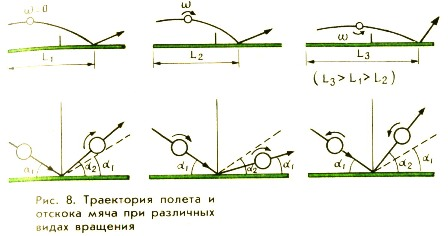 ω=0 ω ω
L₁ L₂ L₃
( L₃ > L₁ > L₂ )
α₁ α₂ α₁ α₁ α₂ α₁ α₁ α₂ α₁
Рис. 8. Траектория полета и
отскока мяча при различных
видах вращения